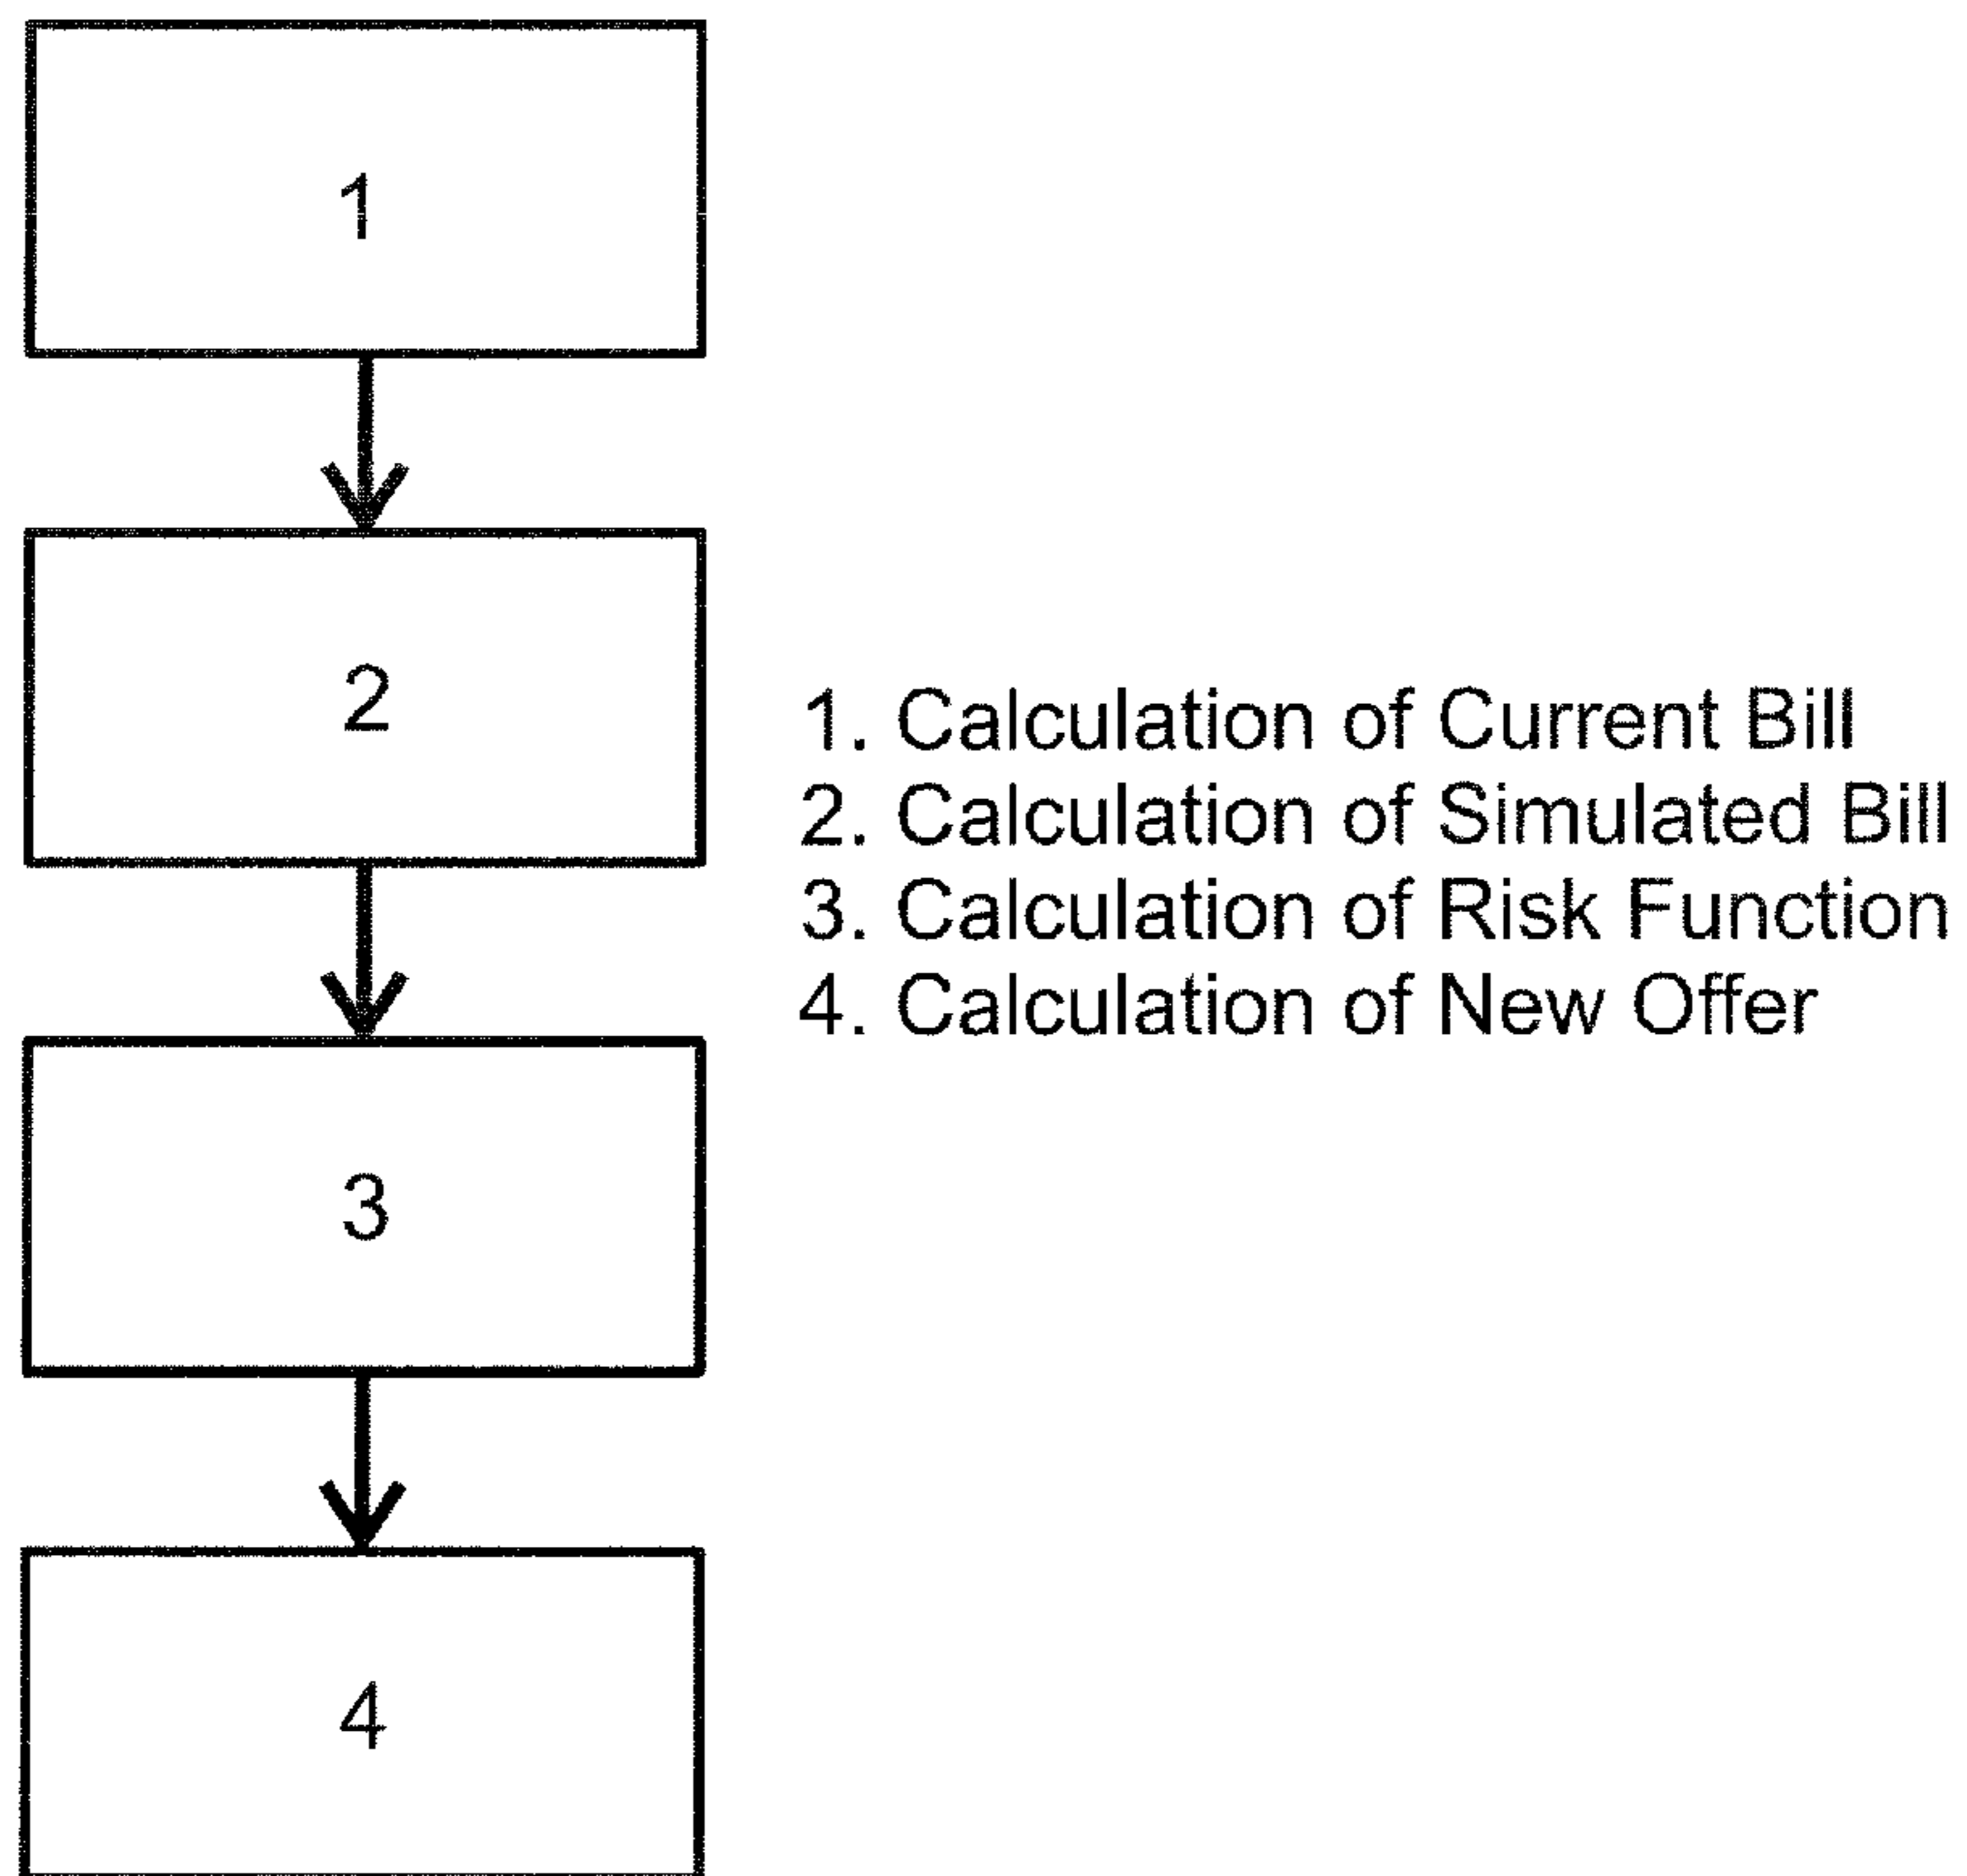 1
2
1. Calculation of Current Bill
2. Calculation of Simulated Bill
3. Calculation of Risk Function
4. Calculation of New Offer
3
4